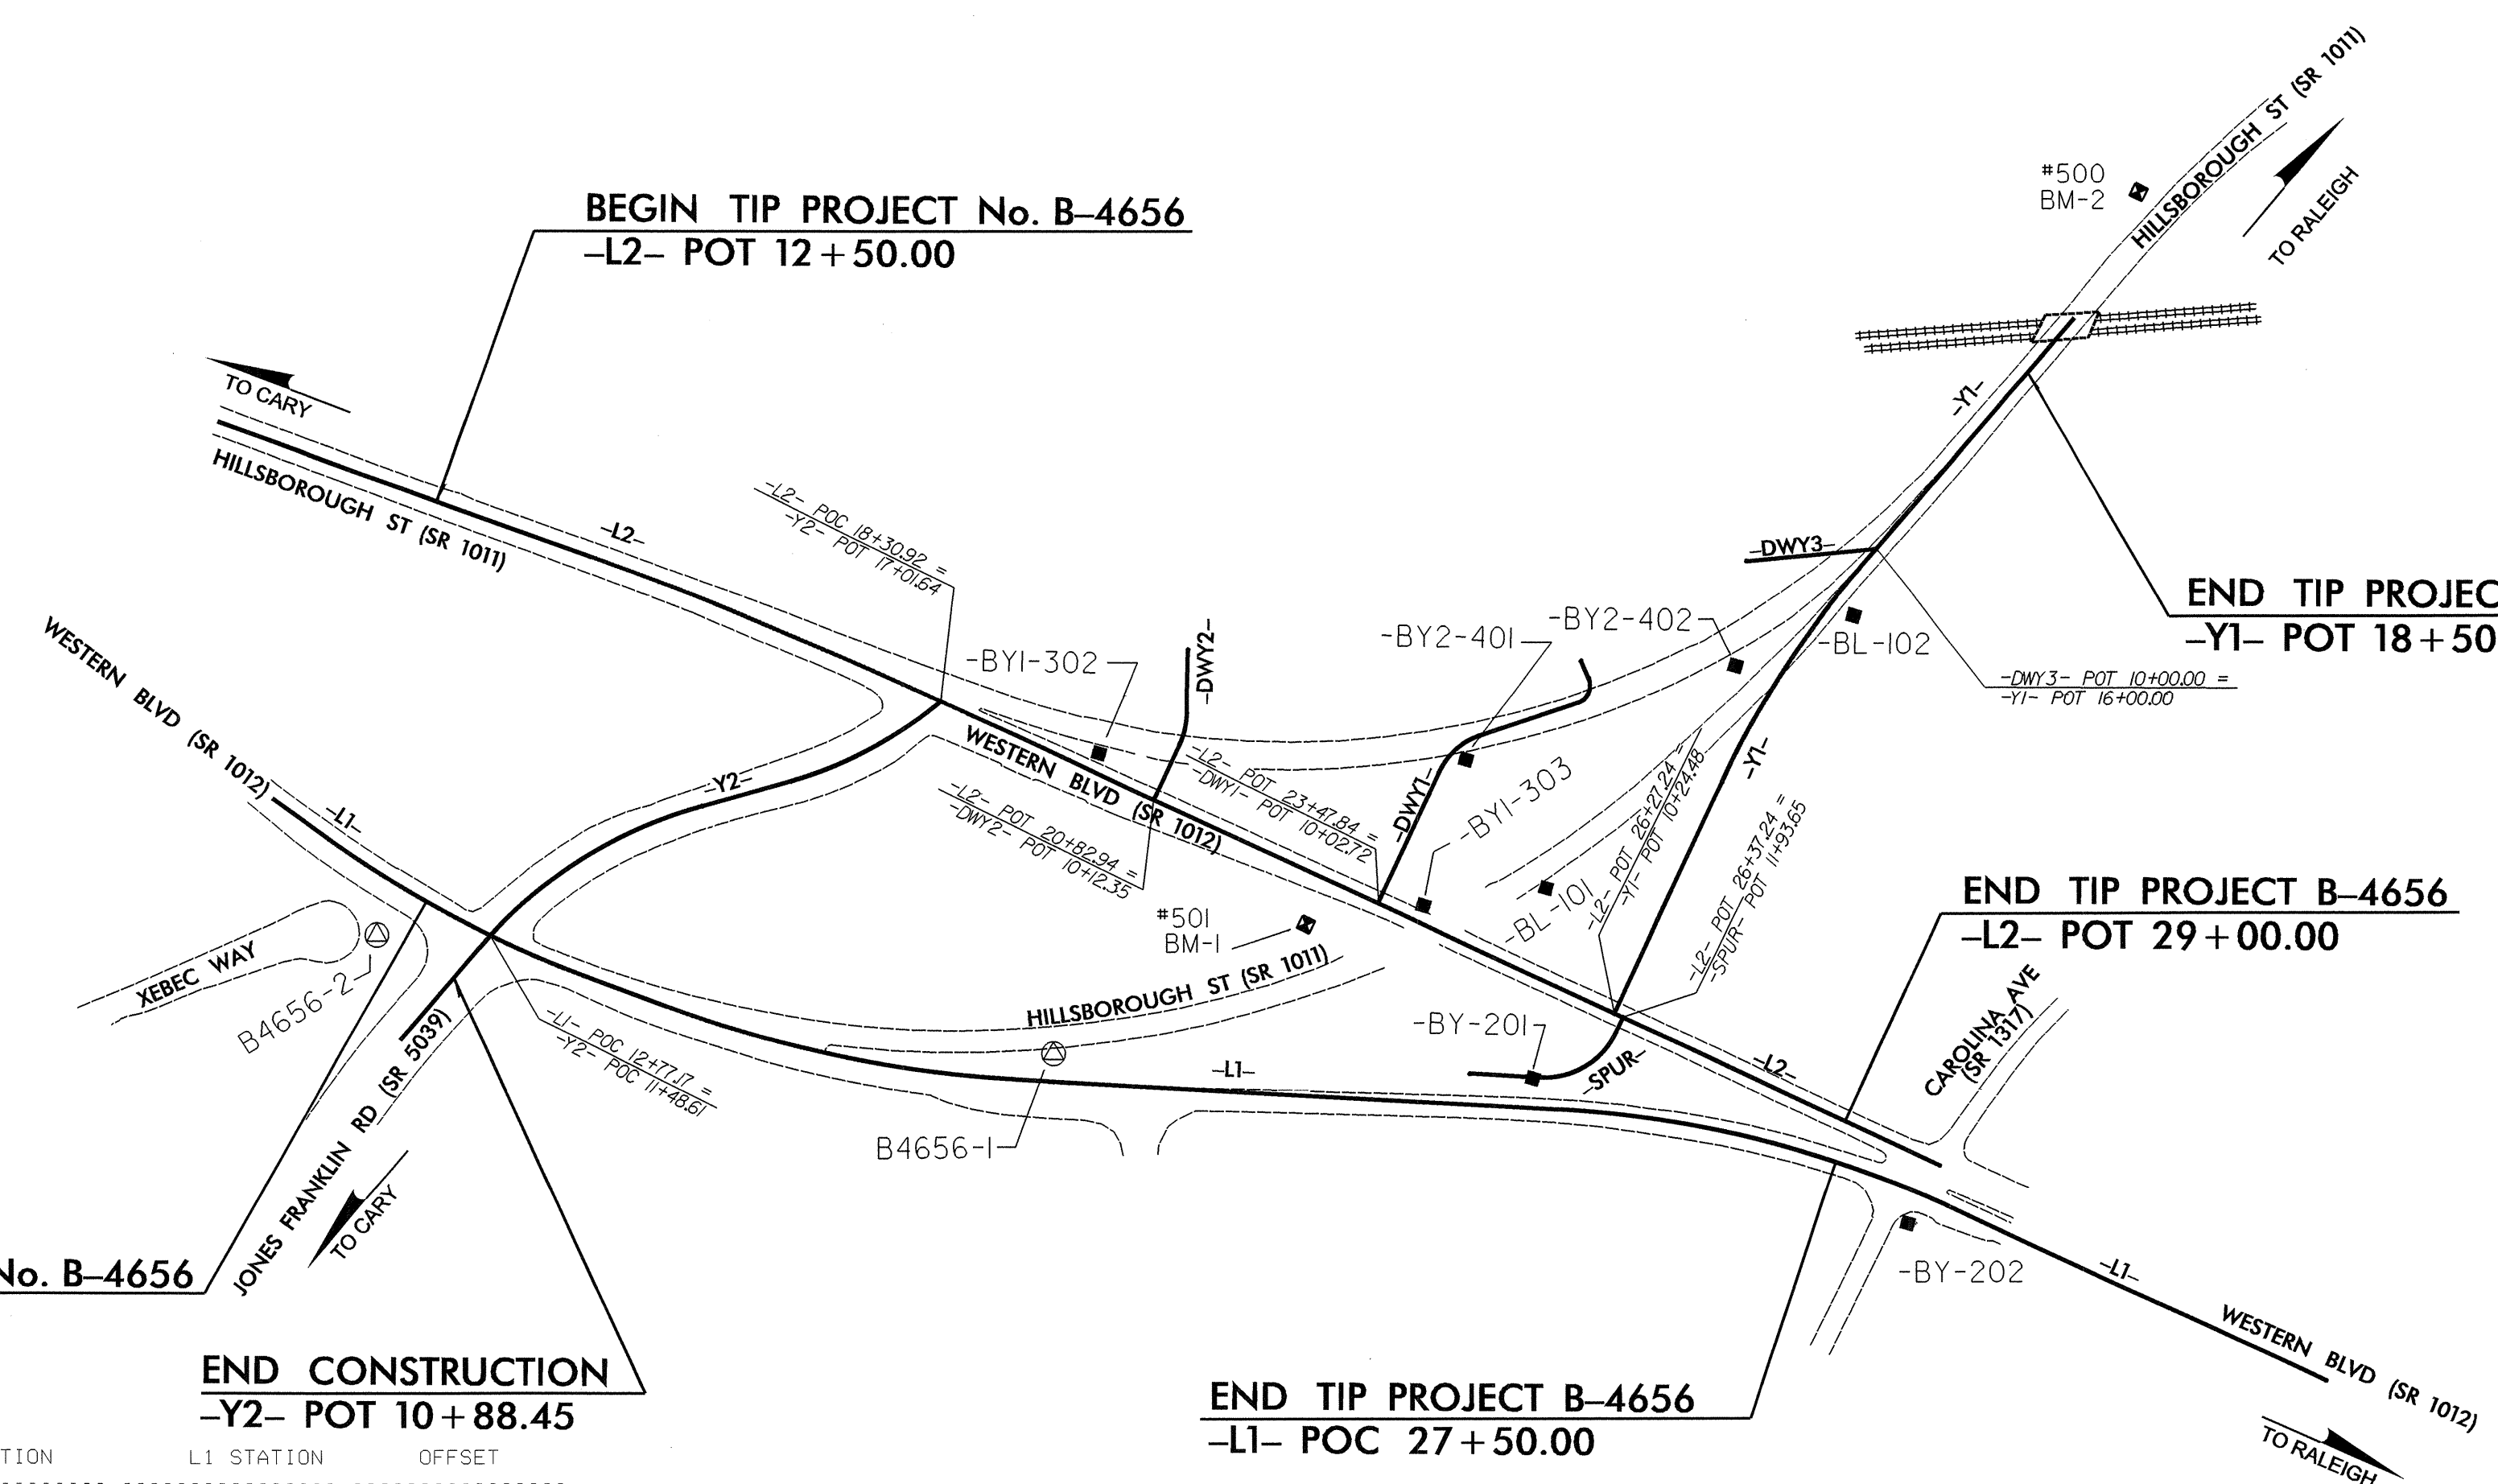 HILLSBOROUGH ST (SR 1011)
TO RALEIGH
#500
BM-2
BEGIN TIP PROJECT No. B-4656
-L2- POT 12+50.00
TO CARY
HILLSBOROUGH ST (SR 1011)
-L2-
-L2- POC 18+30.92 =
-Y2- POT 17+01.64
-Y1-
-DWY3-
END TIP PROJEC
-Y1- POT 18+50
-BL-102
-DWY3- POT 10+00.00 =
-Y1- POT 16+00.00
-BY2-402
-BY2-401
-BY1-302
-DWY2-
WESTERN BLVD (SR 1012)
-L1-
-Y2-
WESTERN BLVD (SR 1012)
-L2- POT 20+82.94 =
-DWY2- POT 10+12.35
-L2- POT 23+47.84 =
-DWY1- POT 10+02.72
-DWY1-
-BY1-303
-BL-101
-L2- POT 26+27.24 =
-Y1- POT 10+24.48
-Y1-
-L2- POT 26+37.24 =
-SPUR- POT 11+93.65
END TIP PROJECT B-4656
-L2- POT 29+00.00
#501
BM-1
HILLSBOROUGH ST (SR 1011)
XEBEC WAY
B4656-2
-L1- POC 12+77.17 =
-Y2- POC 11+48.61
-BY-201
-SPUR-
-L2-
CAROLINA AVE
(SR 1317)
-L1-
B4656-1
JONES FRANKLIN RD (SR 5039)
TO CARY
No. B-4656
-BY-202
-L1-
WESTERN BLVD (SR 1012)
TO RALEIGH
END CONSTRUCTION
-Y2- POT 10+88.45
END TIP PROJECT B-4656
-L1- POC 27+50.00
TION L1 STATION OFFSET